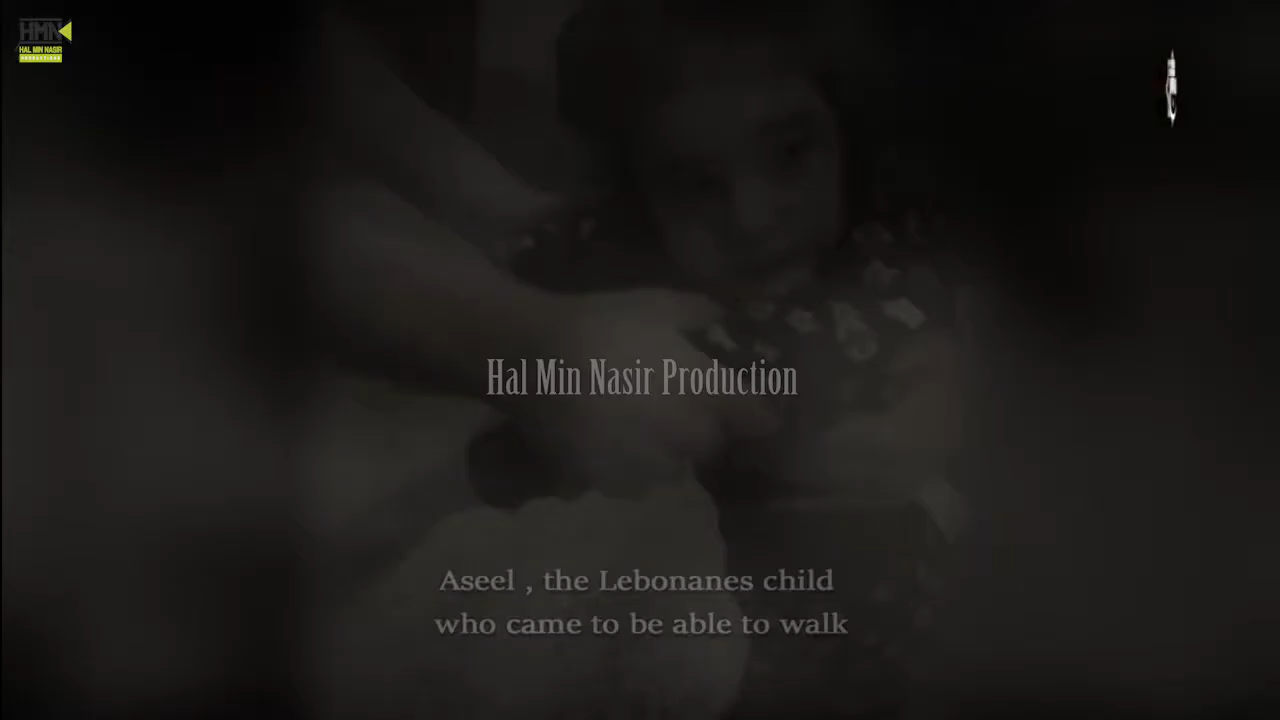 HMN
HAL MIN NASIR
PRODUCTIONS
Hal Min Nasir Production
Aseel , the Lebonanes child
who came to be able to walk